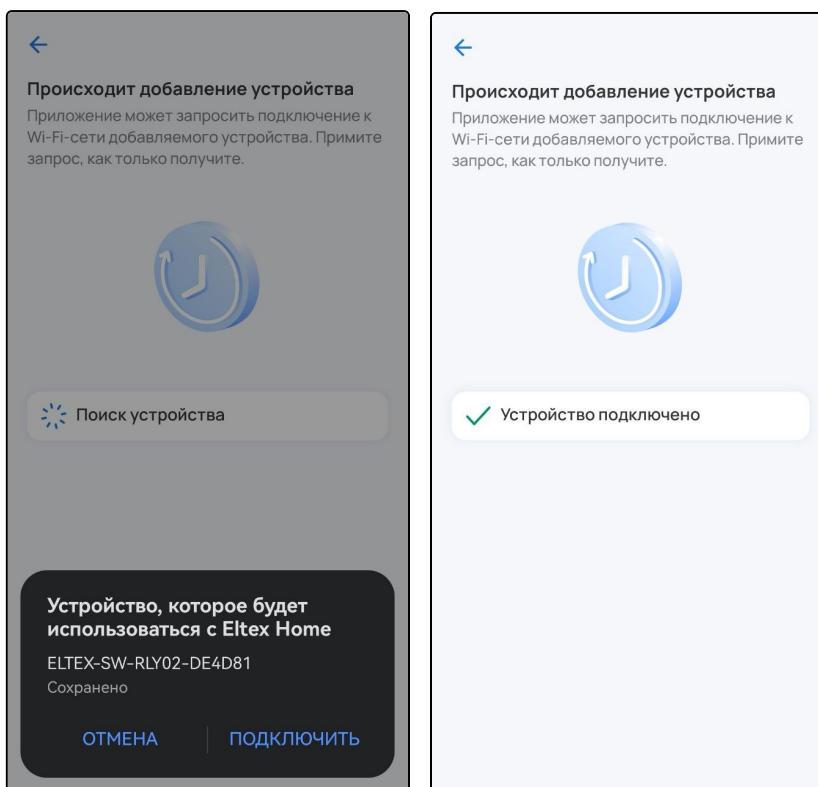 Происходит добавление устройства
Приложение может запросить подключение к
Wi-Fi-сети добавляемого устройства. Примите
запрос, как только получите.
Поиск устройства
Устройство, которое будет
использоваться с Eltex Home
ELTEX-SW-RLY02-DE4D81
Сохранено
ОТМЕНА
ПОДКЛЮЧИТЬ
Происходит добавление устройства
Приложение может запросить подключение к
Wi-Fi-сети добавляемого устройства. Примите
запрос, как только получите.
Устройство подключено